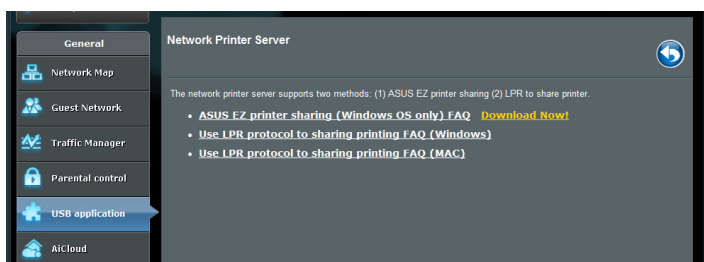 General
Network Map
Guest Network
Traffic Manager
Parental control
USB application
AiCloud
Network Printer Server
The network printer server supports two methods: (1) ASUS EZ printer sharing (2) LPR to share printer.
ASUS EZ printer sharing (Windows OS only) FAQ Download Now!
Use LPR protocol to sharing printing FAQ (Windows)
Use LPR protocol to sharing printing FAQ (MAC)